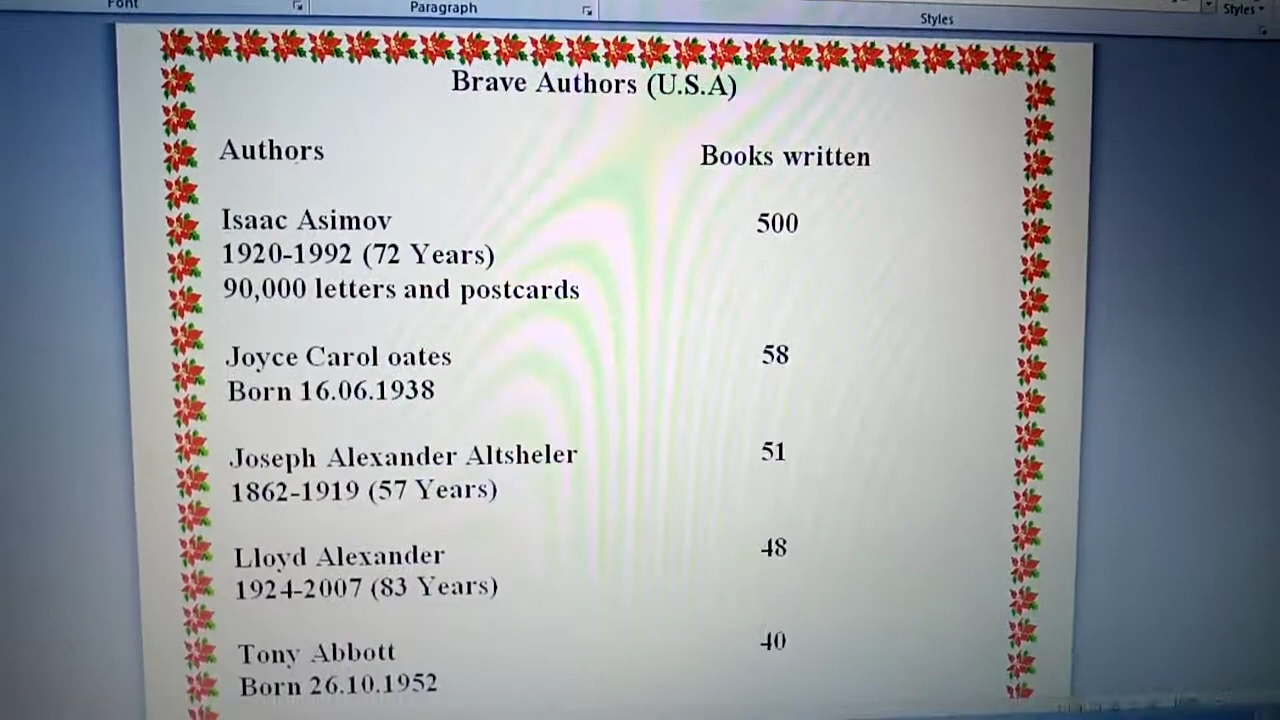 Font Paragraph Styles Styles
Brave Authors (U.S.A)
Authors Books written
Isaac Asimov 500
1920-1992 (72 Years)
90,000 letters and postcards
Joyce Carol oates 58
Born 16.06.1938
Joseph Alexander Altsheler 51
1862-1919 (57 Years)
Lloyd Alexander 48
1924-2007 (83 Years)
Tony Abbott 40
Born 26.10.1952